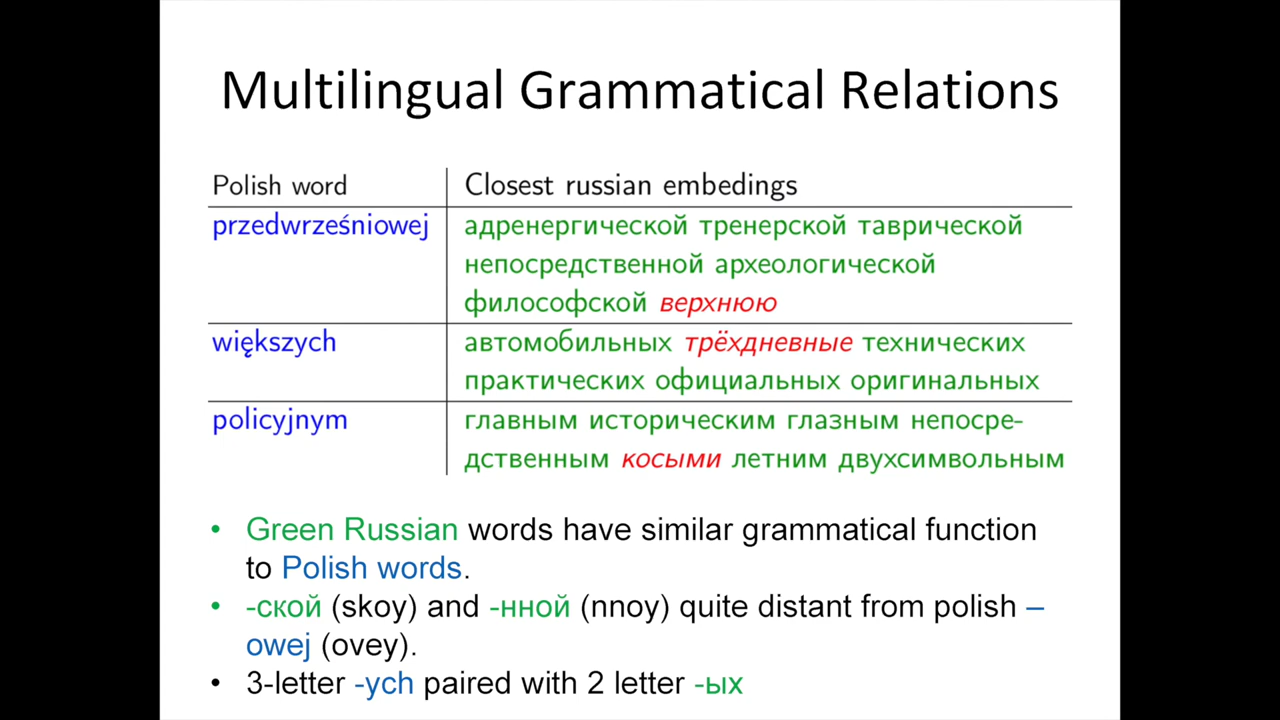 Multilingual Grammatical Relations
Polish word Closest russian embedings
przedwrześniowej адренергической тренерской таврической
непосредственной археологической
философской верхнюю
większych автомобильных трёхдневные технических
практических официальных оригинальных
policyjnym главным историческим глазным непосре-
дственным косыми летним двухсимвольным
• Green Russian words have similar grammatical function
to Polish words.
• -ской (skoy) and -нной (nnoy) quite distant from polish –
owej (ovey).
• 3-letter -ych paired with 2 letter -ых